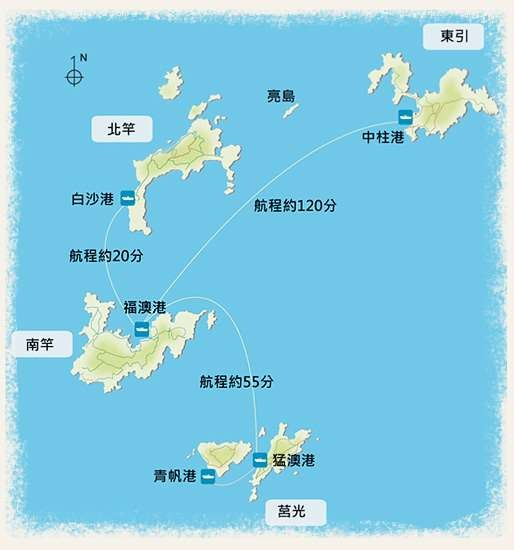 東引
N
亮島
北竿
中柱港
白沙港
航程約120分
航程約20分
福澳港
南竿
航程約55分
猛澳港
青帆港
莒光